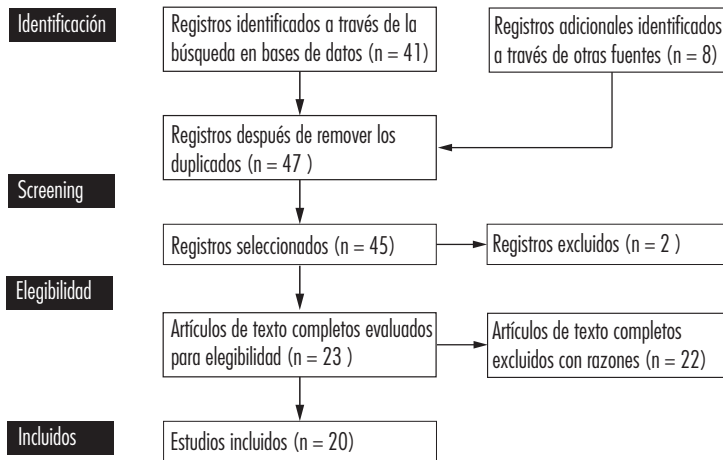 Identificación
Registros identificados a través de la
búsqueda en bases de datos (n = 41)
Registros adicionales identificados
a través de otras fuentes (n = 8)
Registros después de remover los
duplicados (n = 47 )
Screening
Registros seleccionados (n = 45)
Registros excluidos (n = 2 )
Elegibilidad
Artículos de texto completos evaluados
para elegibilidad (n = 23 )
Artículos de texto completos
excluidos con razones (n = 22)
Incluidos
Estudios incluidos (n = 20)